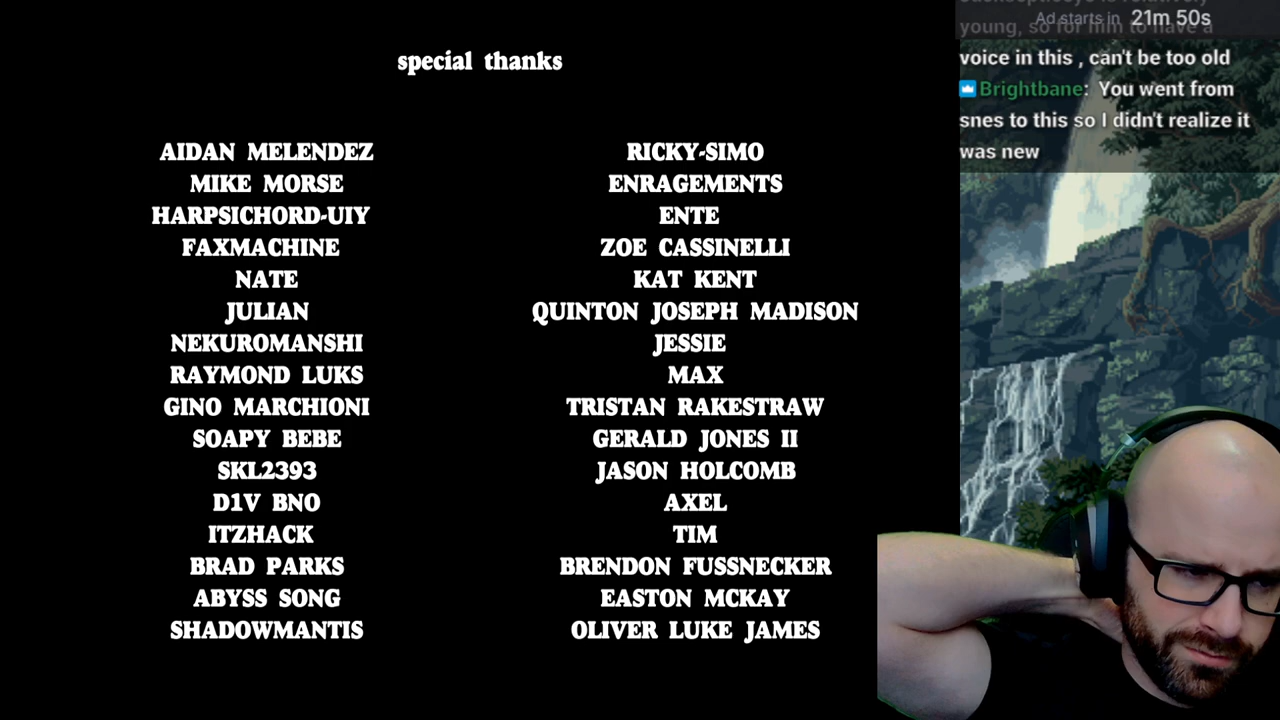 special thanks
AIDAN MELENDEZ
MIKE MORSE
HARPSICHORD-UIY
FAXMACHINE
NATE
JULIAN
NEKUROMANSHI
RAYMOND LUKS
GINO MARCHIONI
SOAPY BEBE
SKL2393
D1V BNO
ITZHACK
BRAD PARKS
ABYSS SONG
SHADOWMANTIS
RICKY-SIMO
ENRAGEMENTS
ENTE
ZOE CASSINELLI
KAT KENT
QUINTON JOSEPH MADISON
JESSIE
MAX
TRISTAN RAKESTRAW
GERALD JONES II
JASON HOLCOMB
AXEL
TIM
BRENDON FUSSNECKER
EASTON MCKAY
OLIVER LUKE JAMES
Ad starts in 21m 50s
young, so for him to have a
voice in this , can't be too old
Brightbane: You went from
snes to this so I didn't realize it
was new